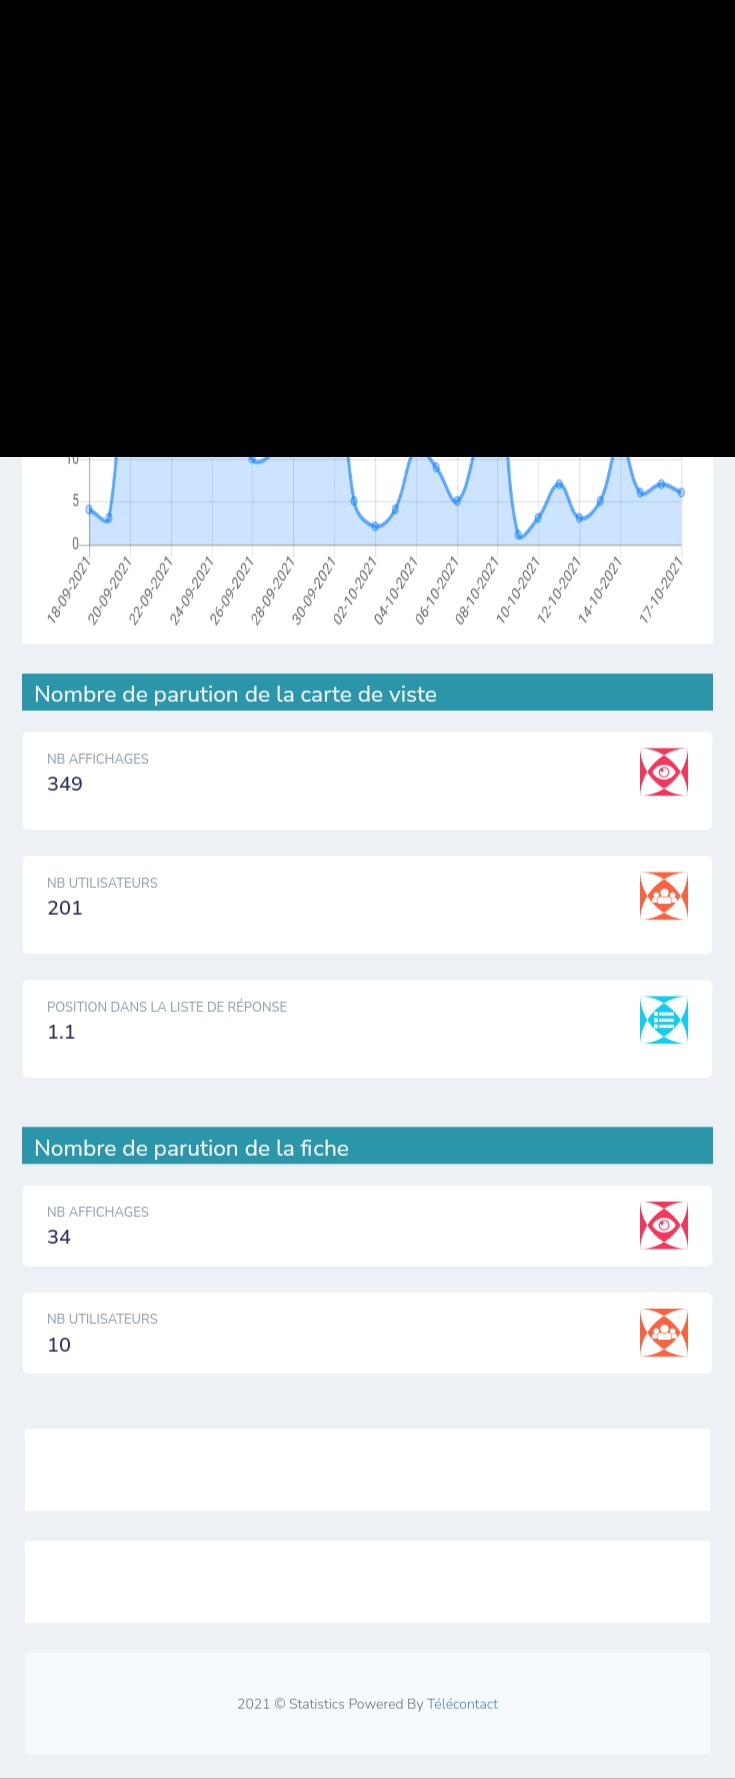 10
5
0
18-09-2021 20-09-2021 22-09-2021 24-09-2021 26-09-2021 28-09-2021 30-09-2021 02-10-2021 04-10-2021 06-10-2021 08-10-2021 10-10-2021 12-10-2021 14-10-2021 17-10-2021
Nombre de parution de la carte de viste
NB AFFICHAGES
349
NB UTILISATEURS
201
POSITION DANS LA LISTE DE RÉPONSE
1.1
Nombre de parution de la fiche
NB AFFICHAGES
34
NB UTILISATEURS
10
2021 © Statistics Powered By Télécontact